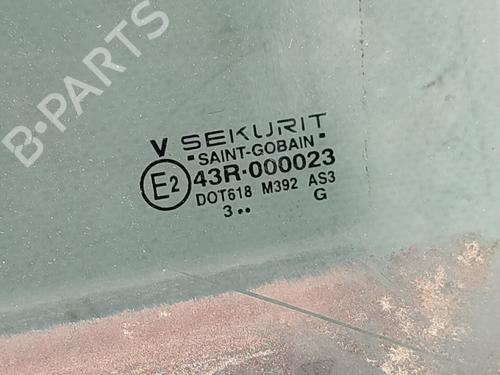 B-PARTS
V SEKURIT
SAINT-GOBAIN
E2 43R-000023
DOT618 M392 AS3
3.. G